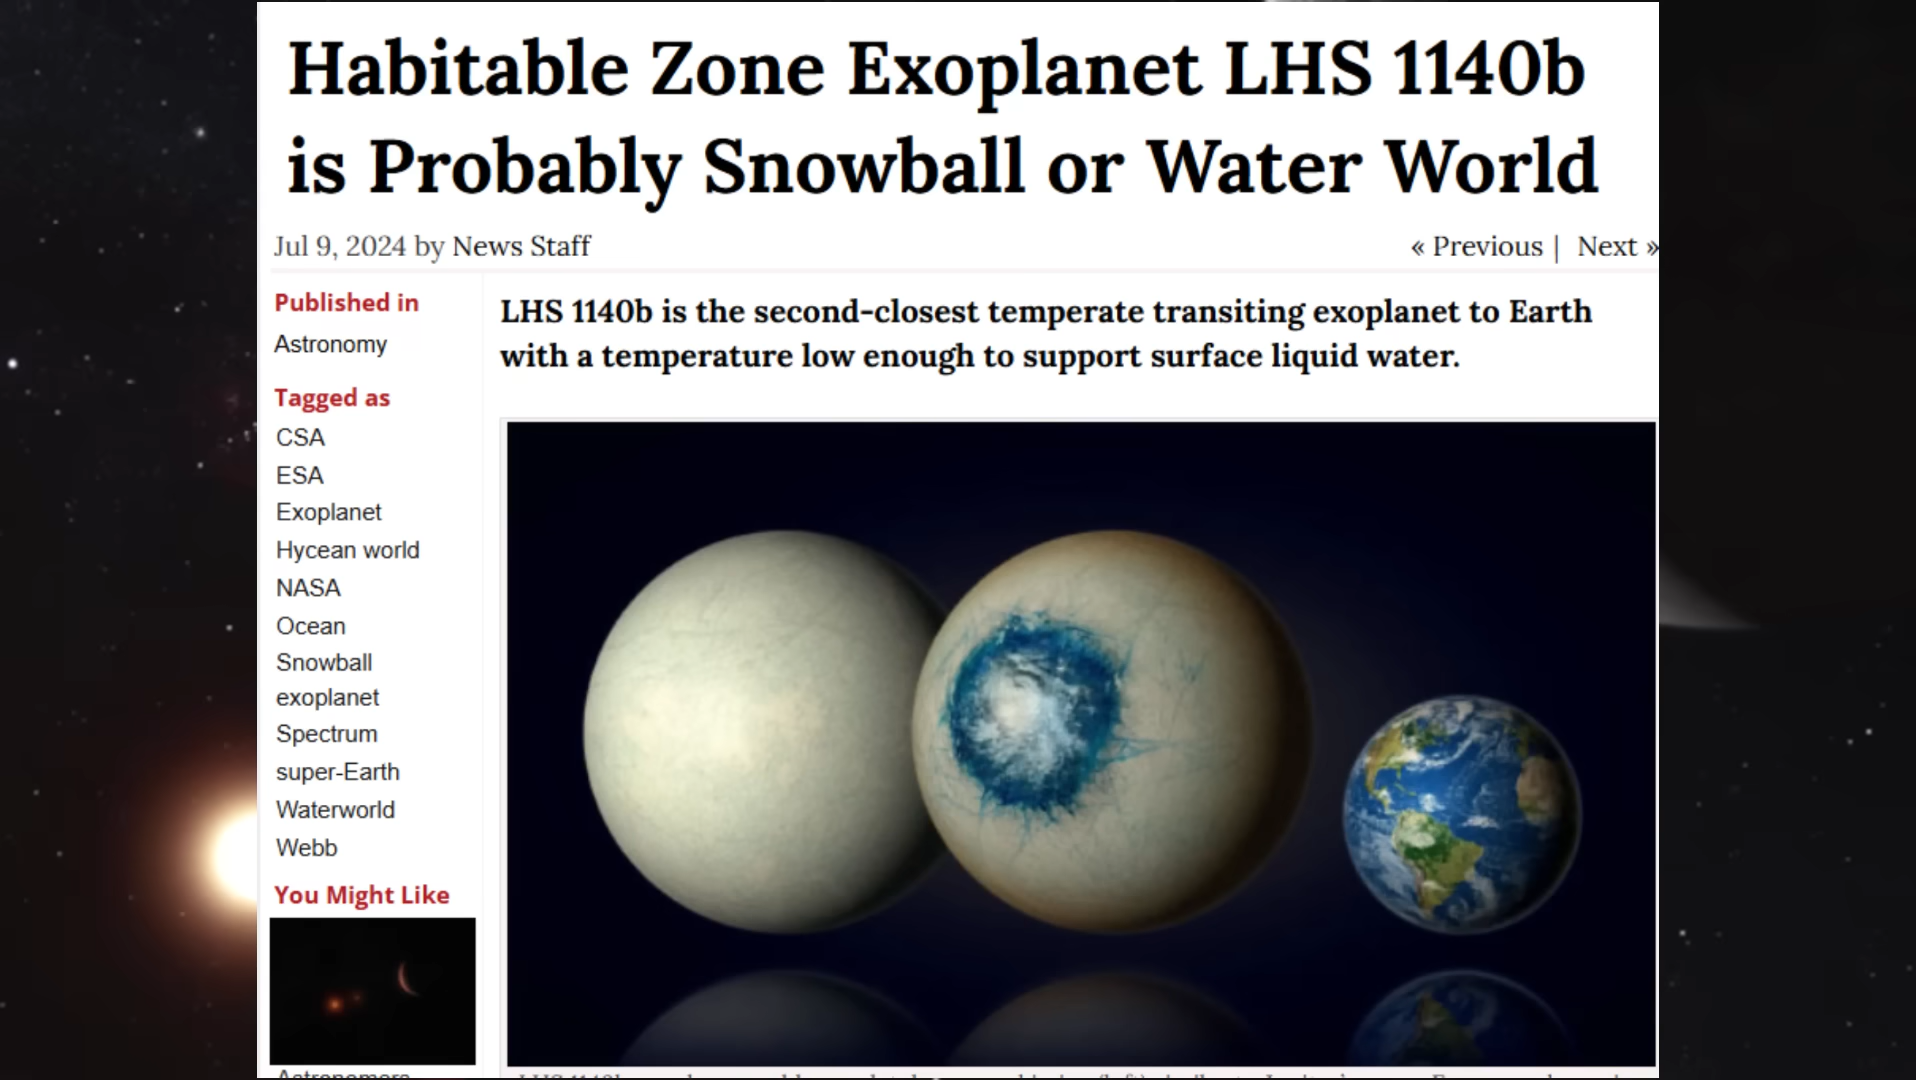 Habitable Zone Exoplanet LHS 1140b
is Probably Snowball or Water World
Jul 9, 2024 by News Staff
« Previous | Next »
Published in
Astronomy
Tagged as
CSA
ESA
Exoplanet
Hycean world
NASA
Ocean
Snowball
exoplanet
Spectrum
super-Earth
Waterworld
Webb
You Might Like
LHS 1140b is the second-closest temperate transiting exoplanet to Earth
with a temperature low enough to support surface liquid water.